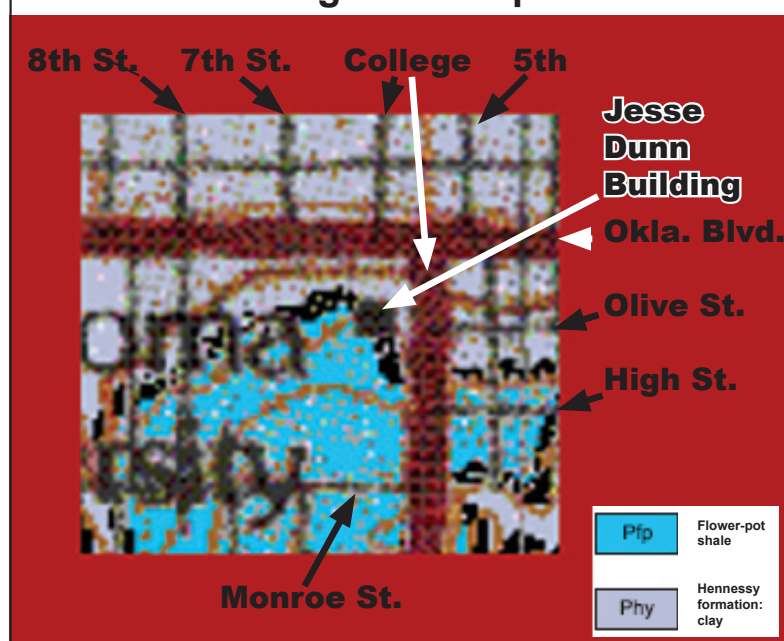 8th St. 7th St. College 5th
Jesse
Dunn
Building
Okla. Blvd.
oma
Olive St.
High St.
Monroe St.
Pfp Flower-pot
shale
Phy Hennessy
formation:
clay